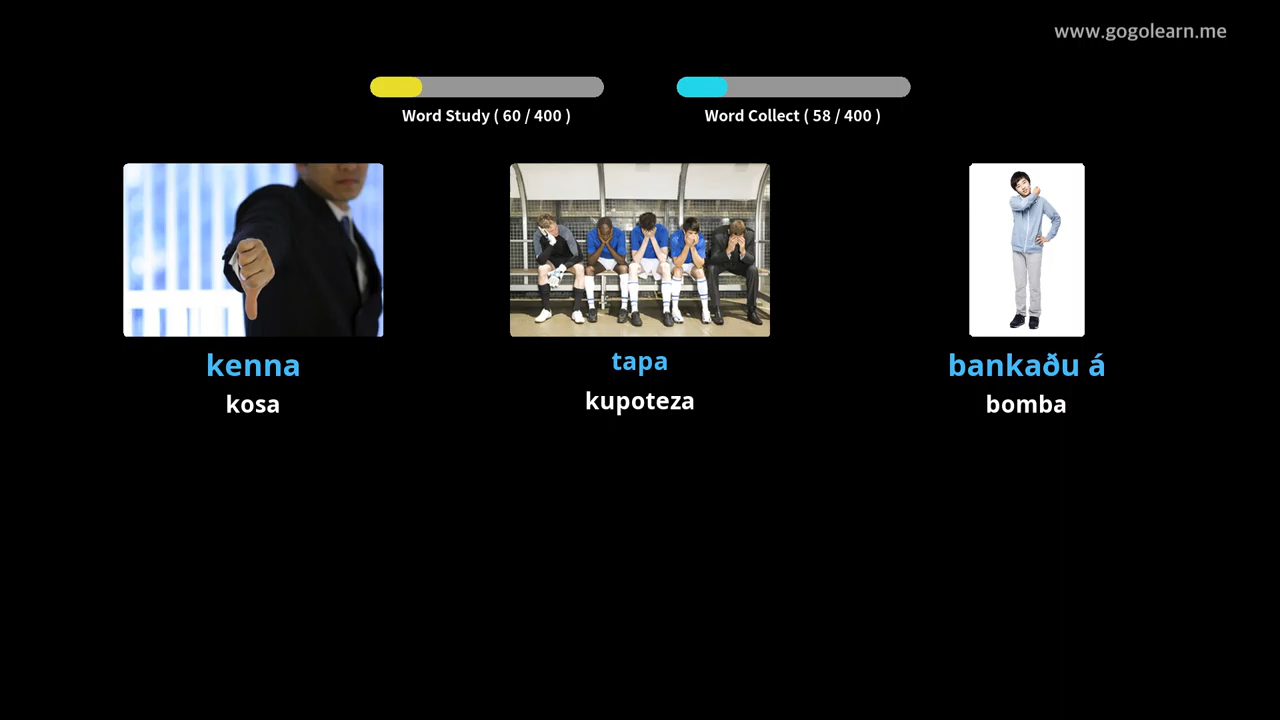 www.gogolearn.me
Word Study ( 60 / 400 )
Word Collect ( 58 / 400 )
kenna
kosa
tapa
kupoteza
bankaðu á
bomba